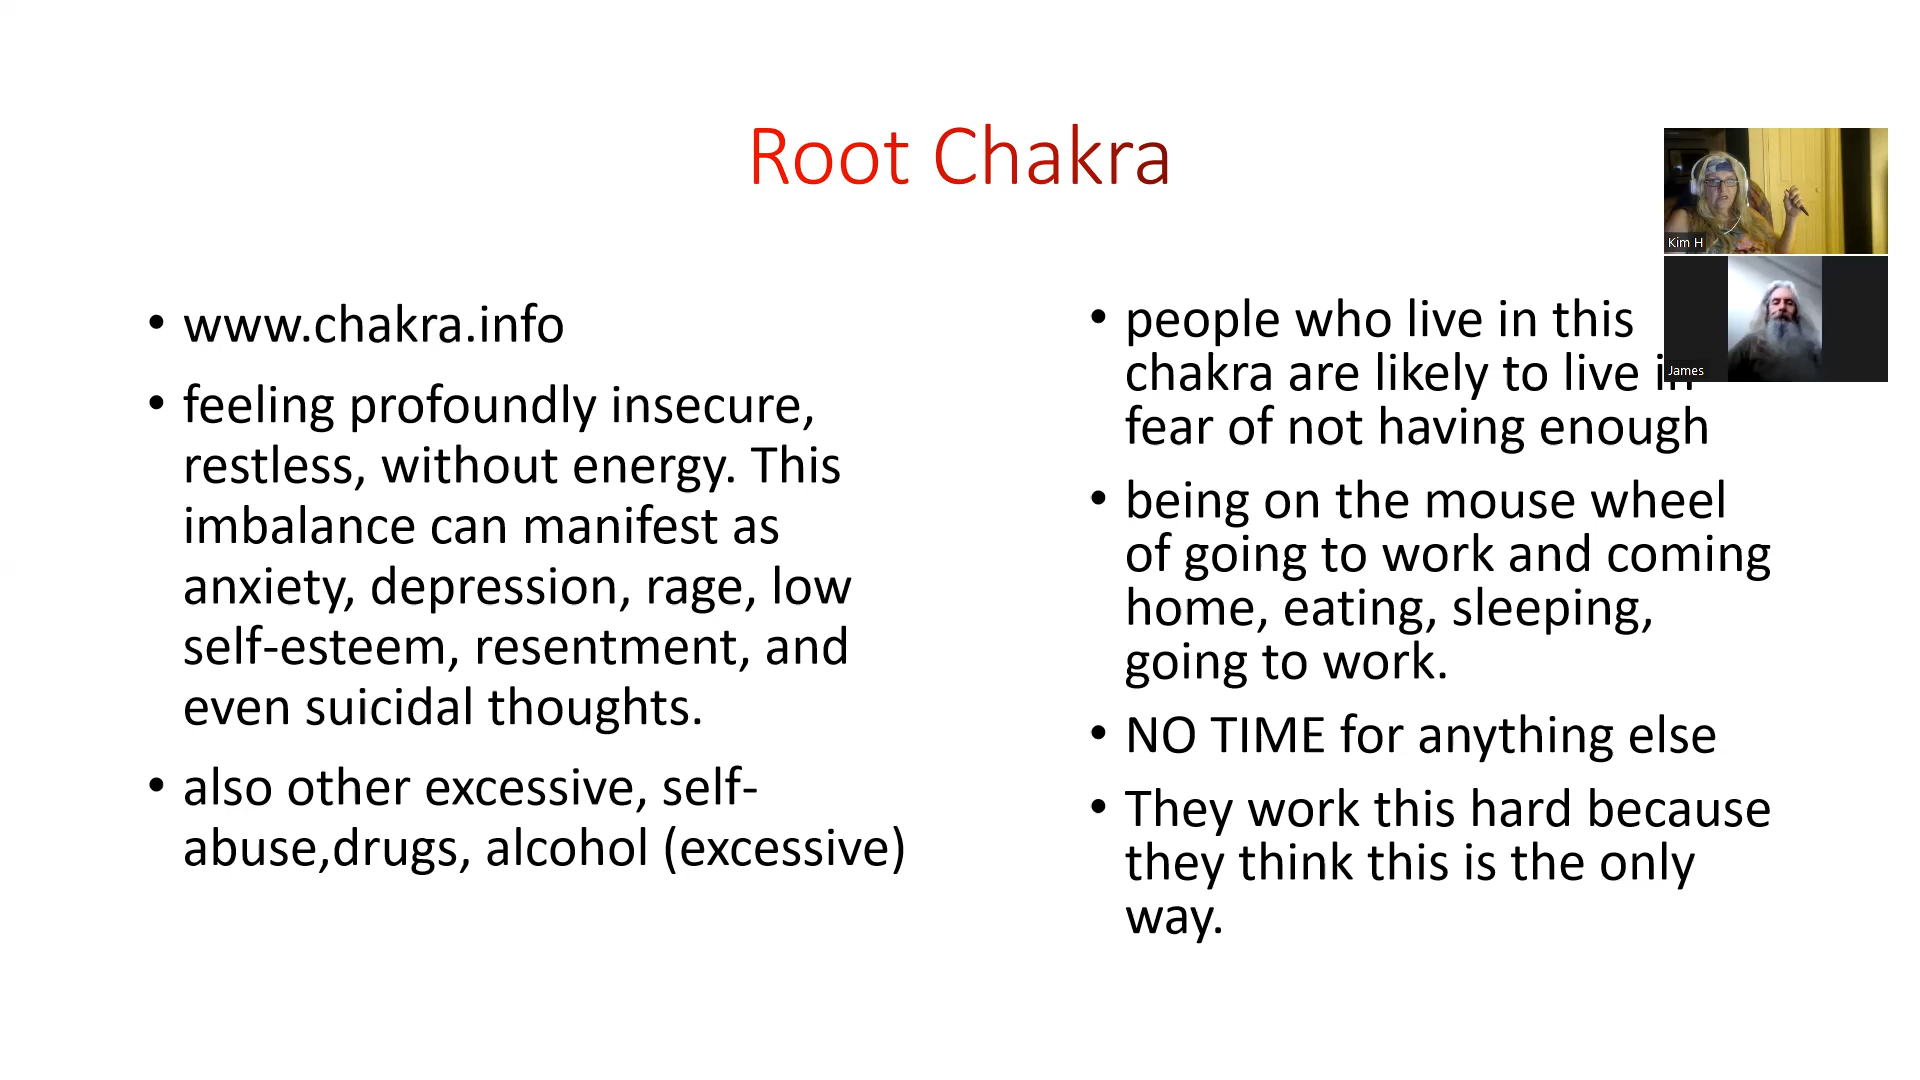 Root Chakra
• www.chakra.info
• feeling profoundly insecure,
restless, without energy. This
imbalance can manifest as
anxiety, depression, rage, low
self-esteem, resentment, and
even suicidal thoughts.
• also other excessive, self-
abuse,drugs, alcohol (excessive)
• people who live in this
chakra are likely to live in
fear of not having enough
• being on the mouse wheel
of going to work and coming
home, eating, sleeping,
going to work.
• NO TIME for anything else
• They work this hard because
they think this is the only
way.
Kim H
James